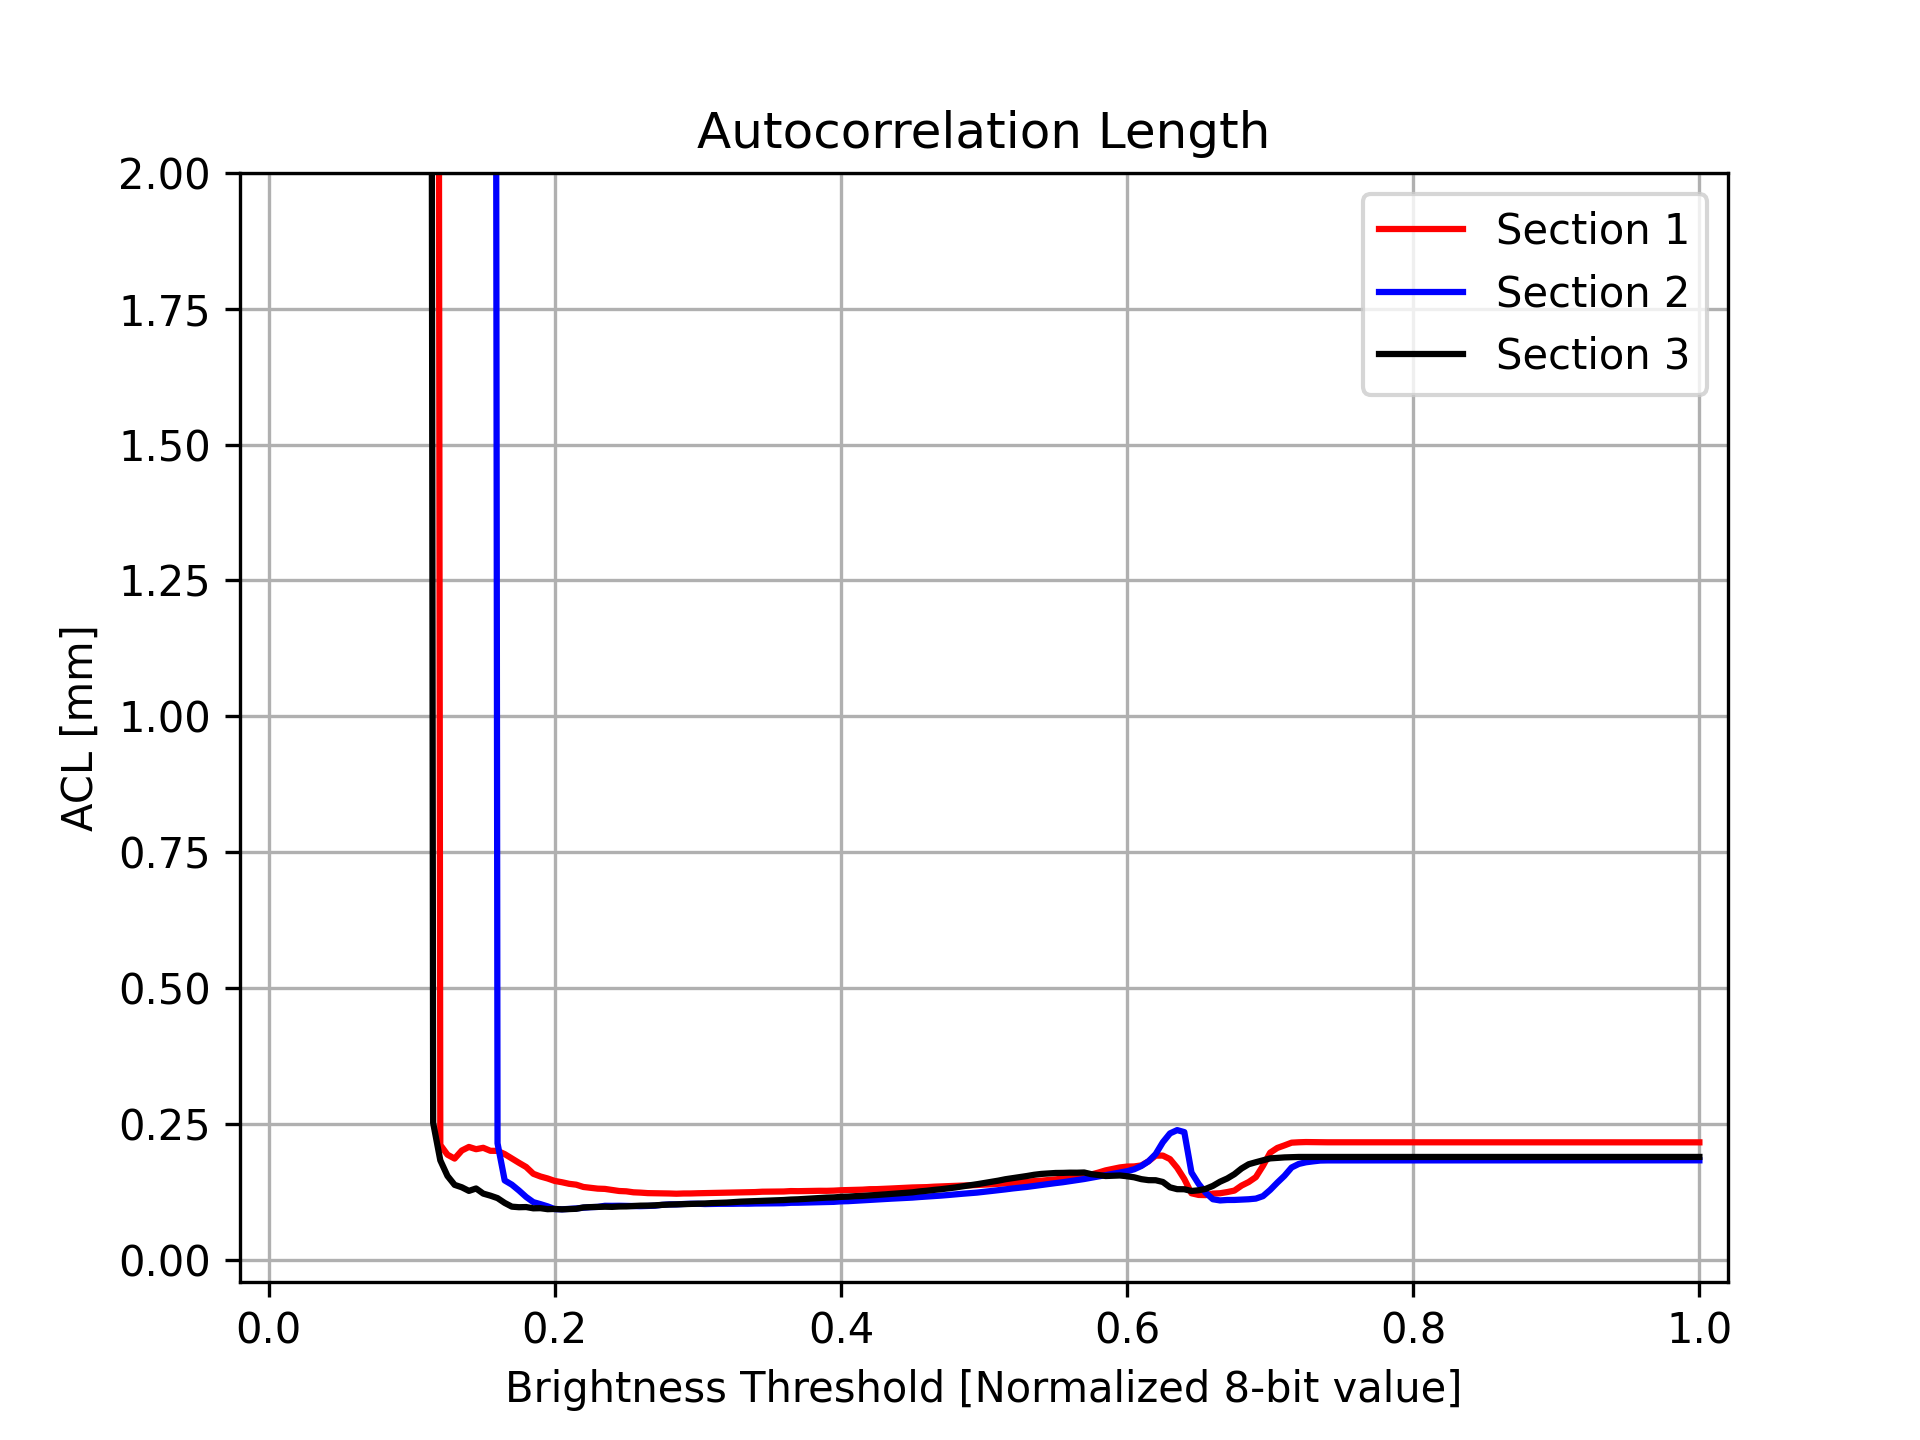 Autocorrelation Length
2.00
1.75
1.50
1.25
1.00
0.75
0.50
0.25
0.00
ACL [mm]
Section 1
Section 2
Section 3
0.0 0.2 0.4 0.6 0.8 1.0
Brightness Threshold [Normalized 8-bit value]